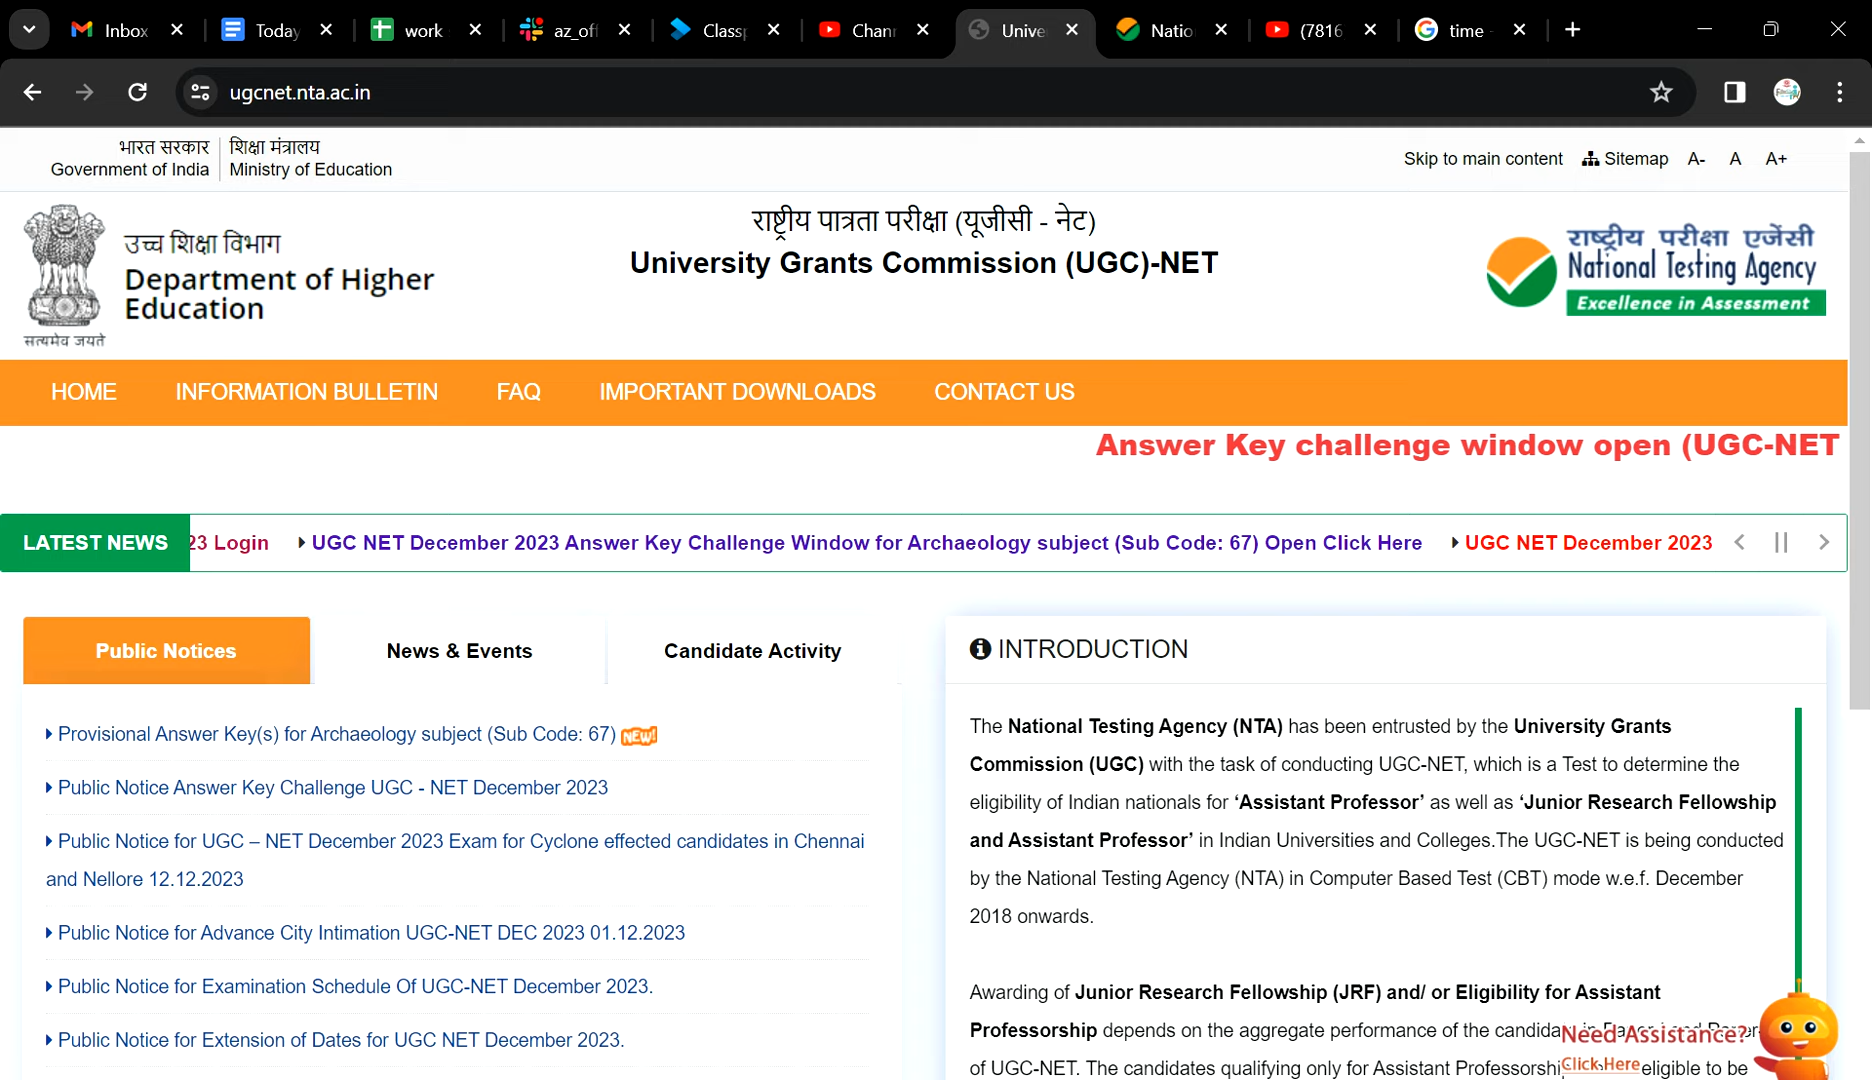 Inbox
Today
work
az_off
Classp
Chan
Unive
Natio
(7816
time -
ugcnet.nta.ac.in
भारत सरकार
Government of India
शिक्षा मंत्रालय
Ministry of Education
Skip to main content
Sitemap
A-
A
A+
सत्यमेव जयते
उच्च शिक्षा विभाग
Department of Higher
Education
राष्ट्रीय पात्रता परीक्षा (यूजीसी - नेट)
University Grants Commission (UGC)-NET
राष्ट्रीय परीक्षा एजेंसी
National Testing Agency
Excellence in Assessment
HOME
INFORMATION BULLETIN
FAQ
IMPORTANT DOWNLOADS
CONTACT US
Answer Key challenge window open (UGC-NET
LATEST NEWS
23 Login
UGC NET December 2023 Answer Key Challenge Window for Archaeology subject (Sub Code: 67) Open Click Here
UGC NET December 2023
Public Notices
News & Events
Candidate Activity
Provisional Answer Key(s) for Archaeology subject (Sub Code: 67) NEW!
Public Notice Answer Key Challenge UGC - NET December 2023
Public Notice for UGC – NET December 2023 Exam for Cyclone effected candidates in Chennai
and Nellore 12.12.2023
Public Notice for Advance City Intimation UGC-NET DEC 2023 01.12.2023
Public Notice for Examination Schedule Of UGC-NET December 2023.
Public Notice for Extension of Dates for UGC NET December 2023.
INTRODUCTION
The National Testing Agency (NTA) has been entrusted by the University Grants
Commission (UGC) with the task of conducting UGC-NET, which is a Test to determine the
eligibility of Indian nationals for ‘Assistant Professor’ as well as ‘Junior Research Fellowship
and Assistant Professor’ in Indian Universities and Colleges.The UGC-NET is being conducted
by the National Testing Agency (NTA) in Computer Based Test (CBT) mode w.e.f. December
2018 onwards.
Awarding of Junior Research Fellowship (JRF) and/ or Eligibility for Assistant
Professorship depends on the aggregate performance of the candida
of UGC-NET. The candidates qualifying only for Assistant Professorshi eligible to be
Need Assistance?
Click Here